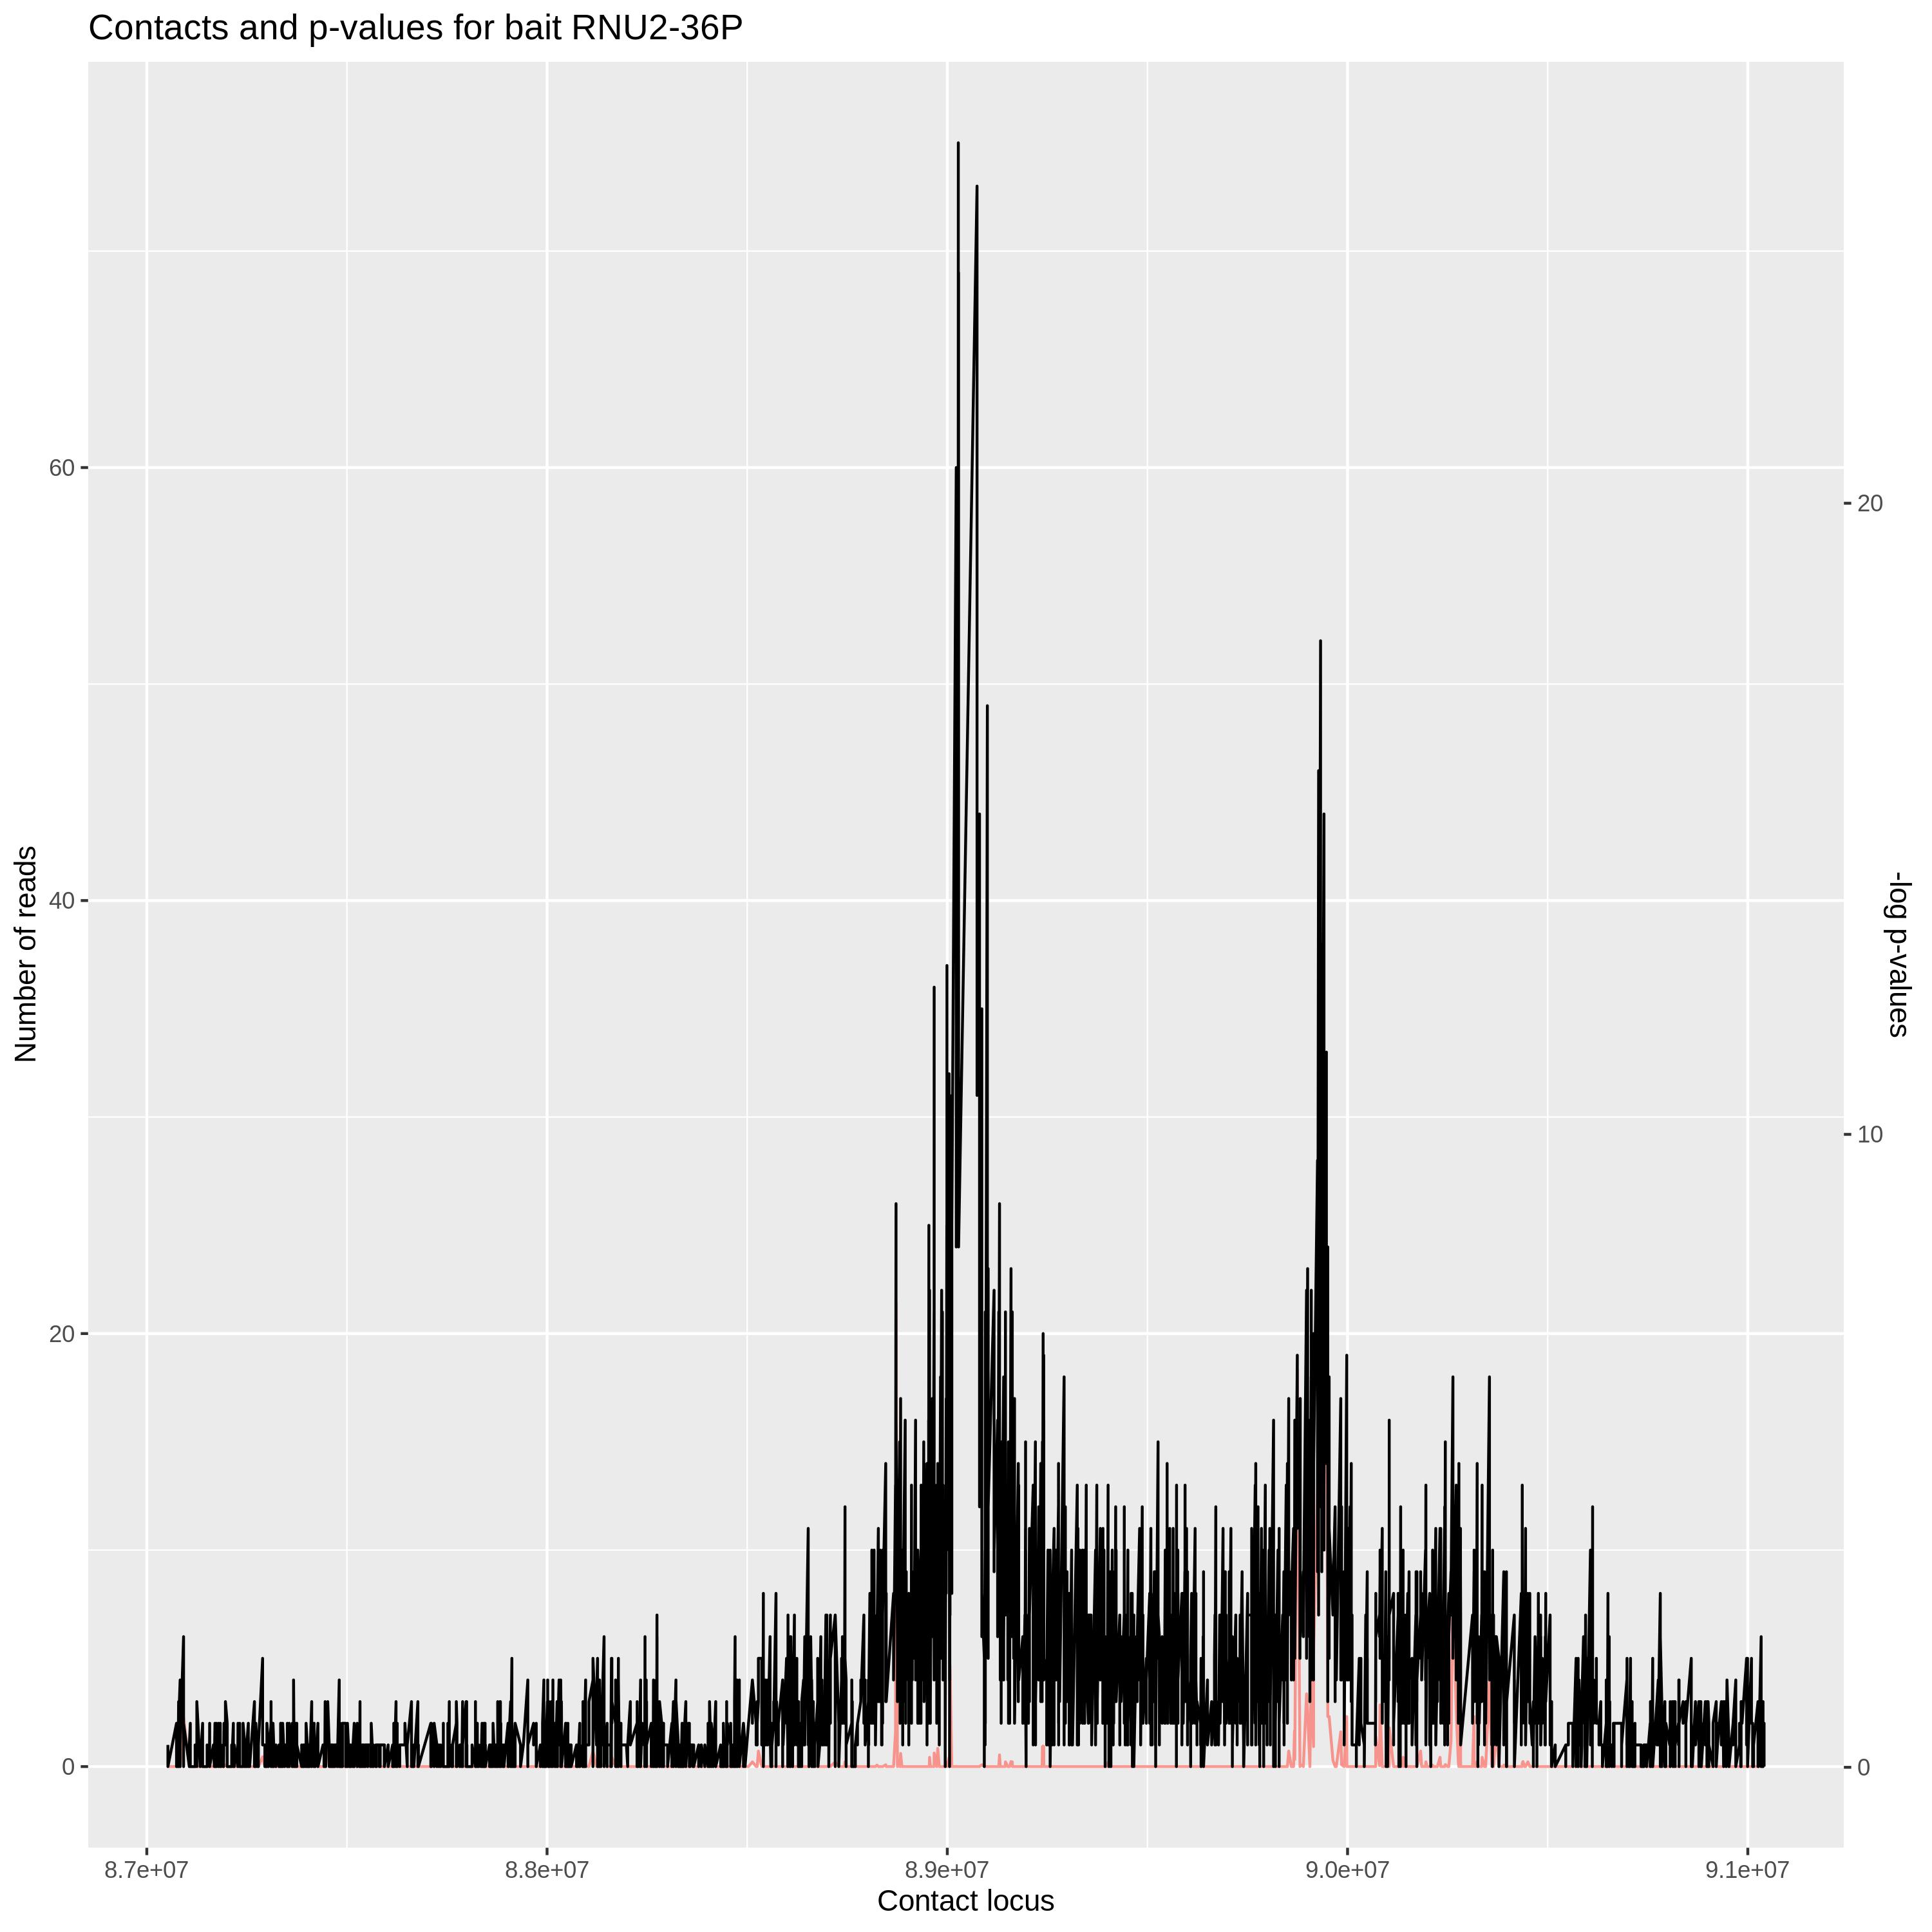 Contacts and p-values for bait RNU2-36P
Number of reads
60
40
20
0
20
10
0
-log p-values
8.7e+07
8.8e+07
8.9e+07
9.0e+07
9.1e+07
Contact locus